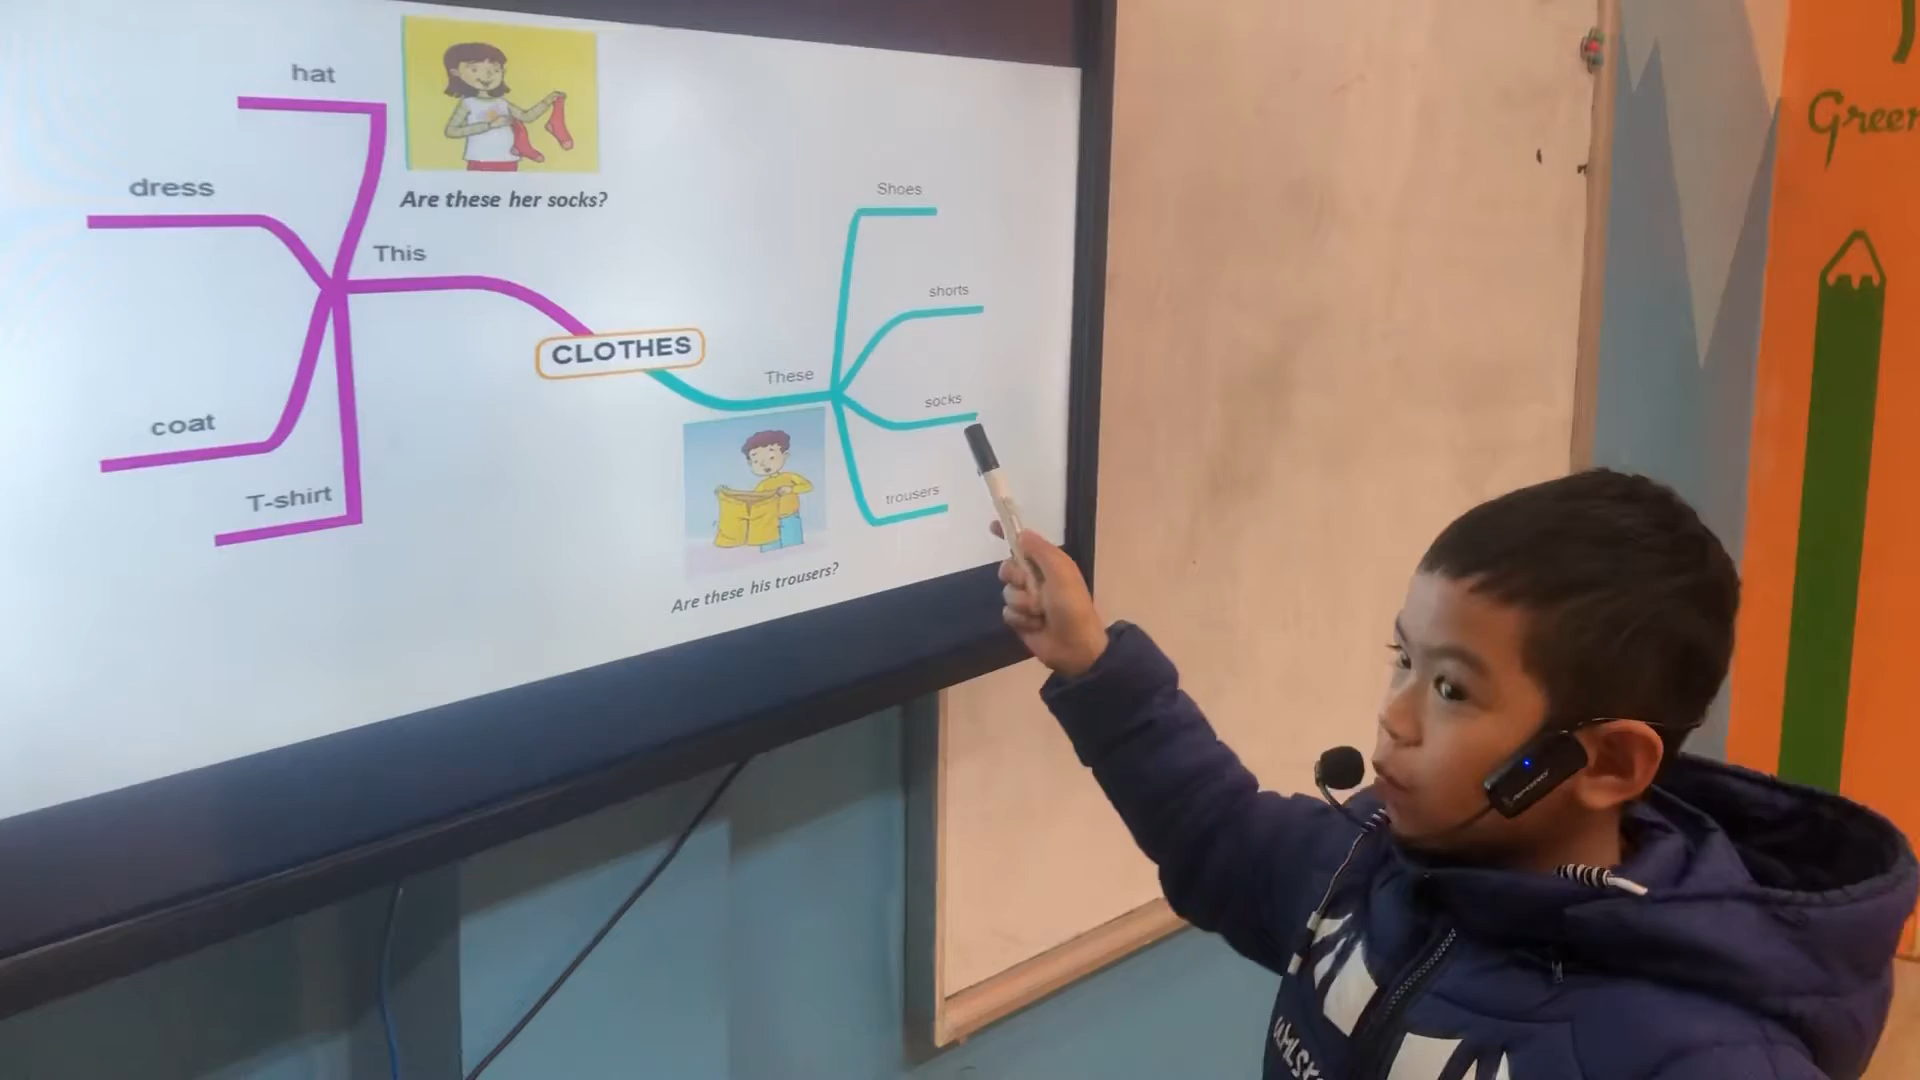 hat
dress
Are these her socks?
This
CLOTHES
coat
T-shirt
Shoes
shorts
These
socks
trousers
Are these his trousers?
Green